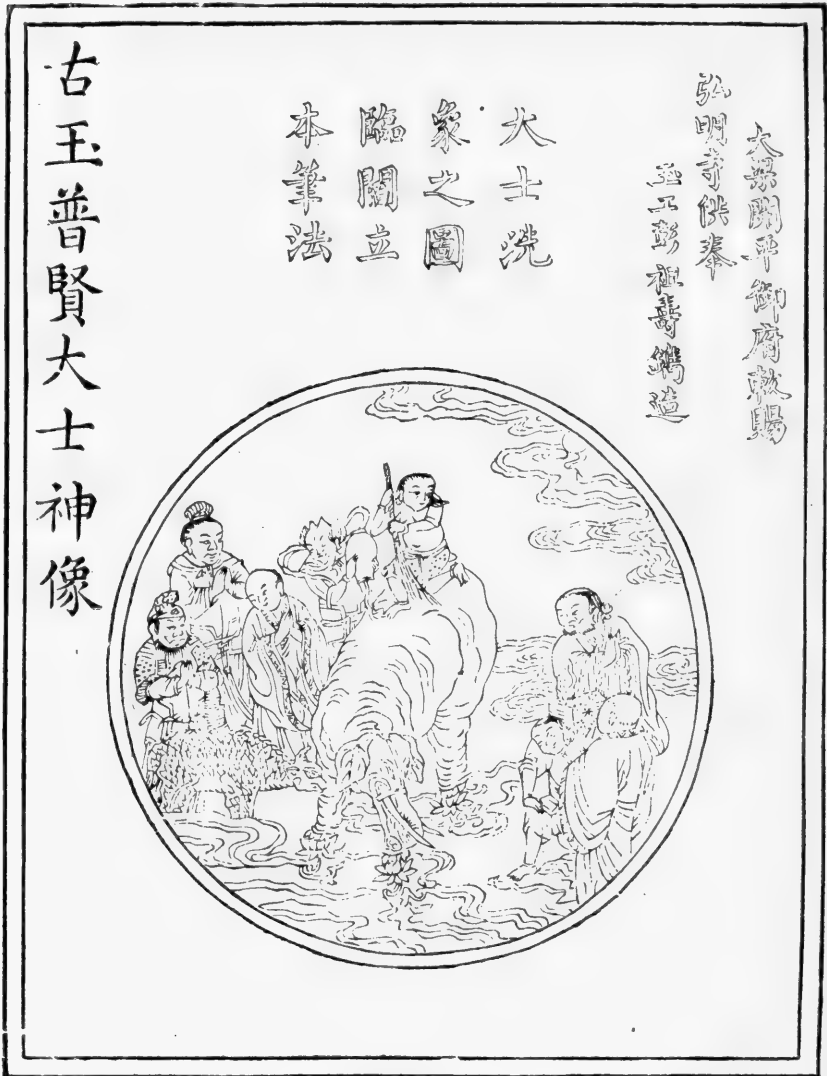 大梁開平御府敕賜
弘明寺供奉
玉工彭祖壽鐫造
大士洗
象之圖
臨閻立
本筆法
古玉普賢大士神像